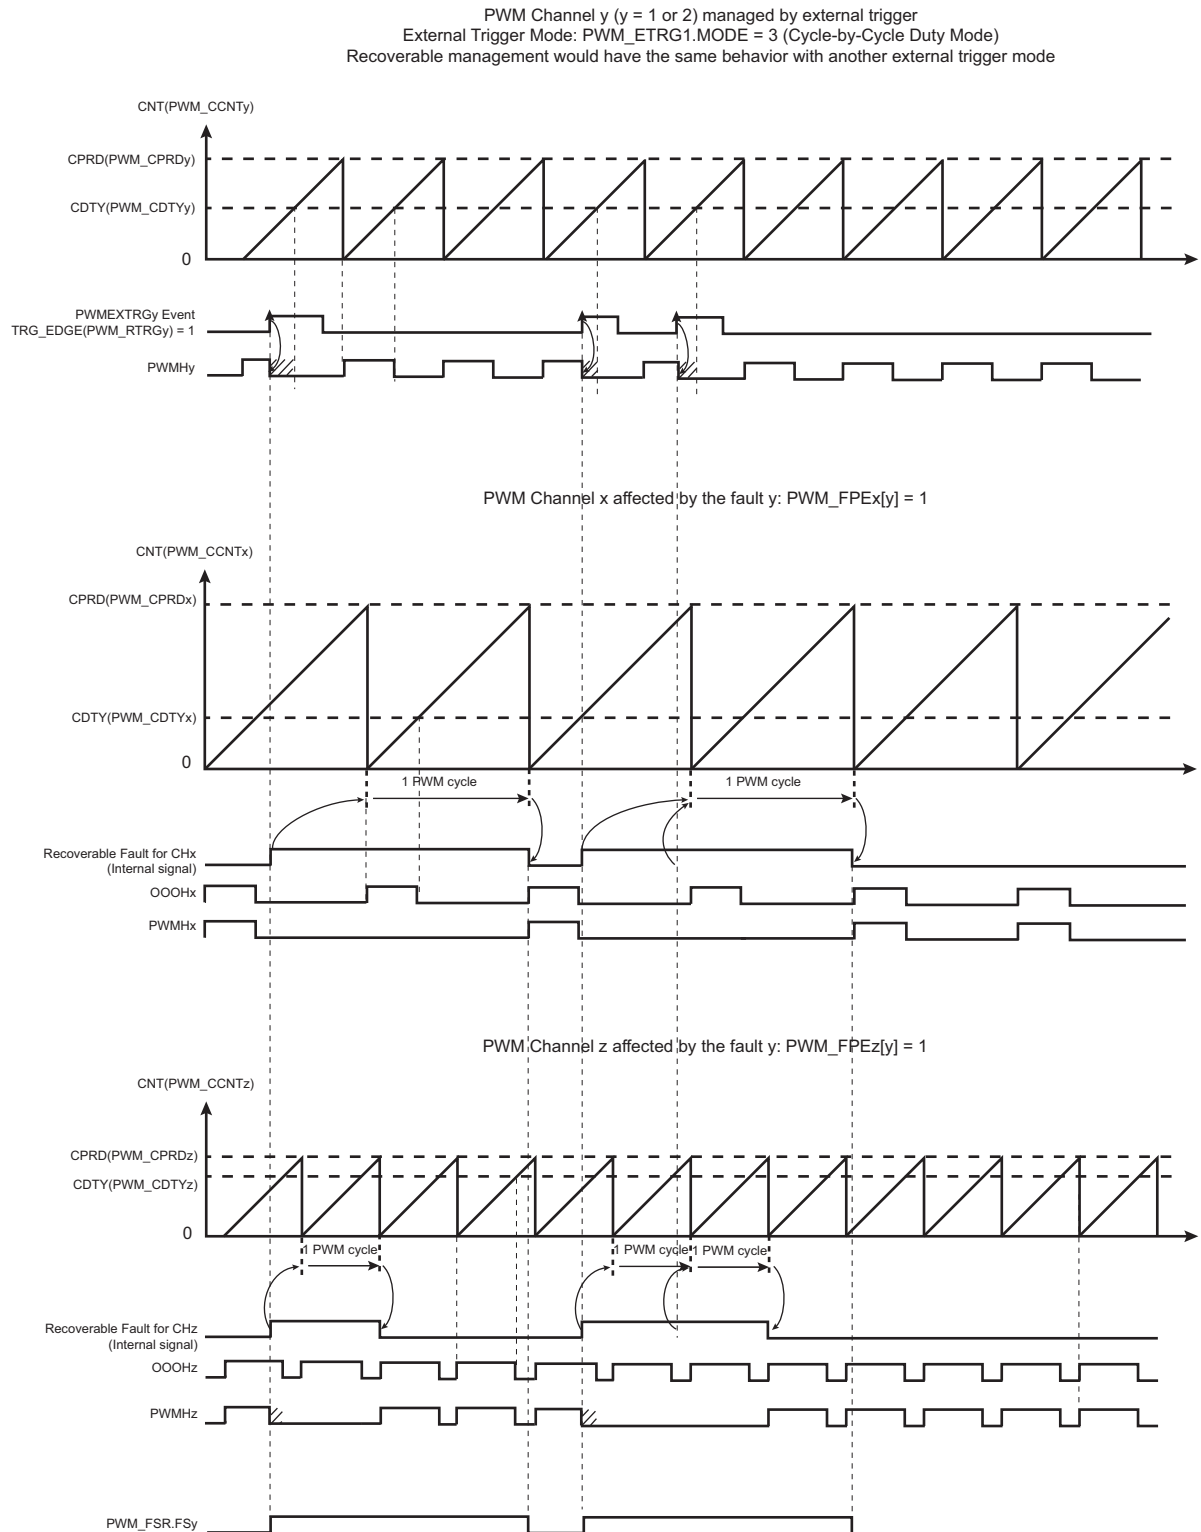 PWM Channel y (y = 1 or 2) managed by external trigger
External Trigger Mode: PWM_ETRG1.MODE = 3 (Cycle-by-Cycle Duty Mode)
Recoverable management would have the same behavior with another external trigger mode
CNT(PWM_CCNTy)
CPRD(PWM_CPRDy)
CDTY(PWM_CDTYy)
0
PWMEXTRGy Event
TRG_EDGE(PWM_RTRGy) = 1
PWMHy
PWM Channel x affected by the fault y: PWM_FPEx[y] = 1
CNT(PWM_CCNTx)
CPRD(PWM_CPRDx)
CDTY(PWM_CDTYx)
0
1 PWM cycle
1 PWM cycle
Recoverable Fault for CHx
(Internal signal)
OOOHx
PWMHx
PWM Channel z affected by the fault y: PWM_FPEz[y] = 1
CNT(PWM_CCNTz)
CPRD(PWM_CPRDz)
CDTY(PWM_CDTYz)
0
1 PWM cycle
1 PWM cycle
1 PWM cycle
Recoverable Fault for CHz
(Internal signal)
OOOHz
PWMHz
PWM_FSR.FSy